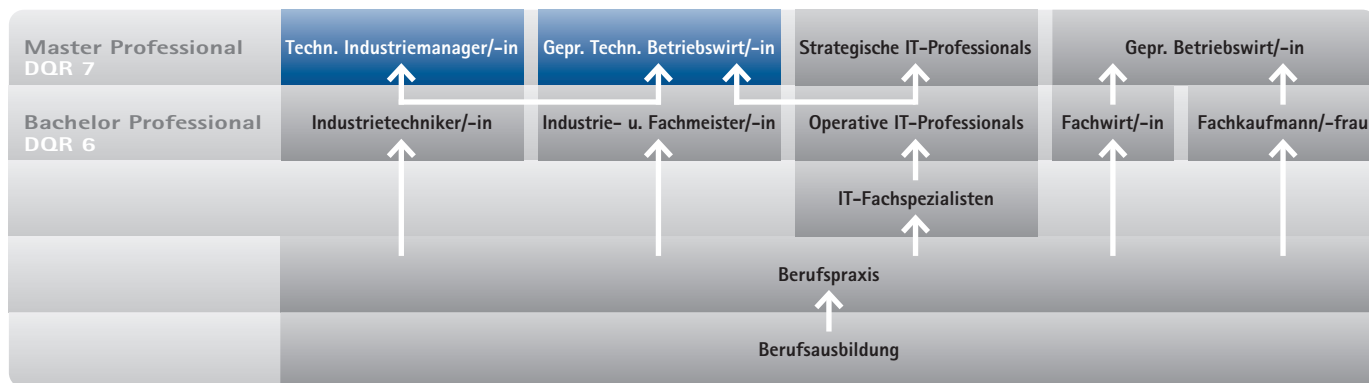 Master Professional
DQR 7
Techn. Industriemanager/-in
Gepr. Techn. Betriebswirt/-in
Strategische IT-Professionals
Gepr. Betriebswirt/-in
Bachelor Professional
DQR 6
Industrietechniker/-in
Industrie- u. Fachmeister/-in
Operative IT-Professionals
Fachwirt/-in
Fachkaufmann/-frau
IT-Fachspezialisten
Berufspraxis
Berufsausbildung